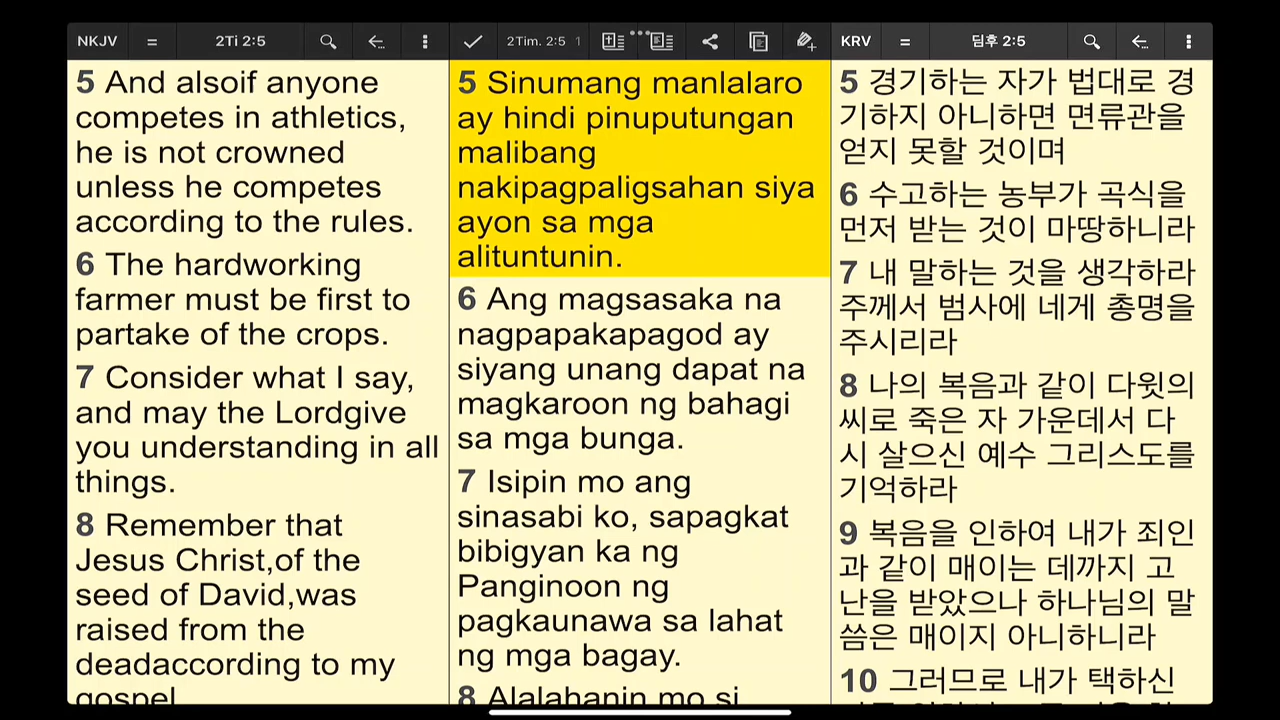 NKJV = 2Ti 2:5
5 And alsoif anyone
competes in athletics,
he is not crowned
unless he competes
according to the rules.
6 The hardworking
farmer must be first to
partake of the crops.
7 Consider what I say,
and may the Lordgive
you understanding in all
things.
8 Remember that
Jesus Christ,of the
seed of David,was
raised from the
deadaccording to my
gospel
2Tim. 2:5 1
5 Sinumang manlalaro
ay hindi pinuputungan
malibang
nakipagpaligsahan siya
ayon sa mga
alituntunin.
6 Ang magsasaka na
nagpapakapagod ay
siyang unang dapat na
magkaroon ng bahagi
sa mga bunga.
7 Isipin mo ang
sinasabi ko, sapagkat
bibigyan ka ng
Panginoon ng
pagkaunawa sa lahat
ng mga bagay.
8 Alalahanin mo si
KRV = 딤후 2:5
5 경기하는 자가 법대로 경
기하지 아니하면 면류관을
얻지 못할 것이며
6 수고하는 농부가 곡식을
먼저 받는 것이 마땅하니라
7 내 말하는 것을 생각하라
주께서 범사에 네게 총명을
주시리라
8 나의 복음과 같이 다윗의
씨로 죽은 자 가운데서 다
시 살으신 예수 그리스도를
기억하라
9 복음을 인하여 내가 죄인
과 같이 매이는 데까지 고
난을 받았으나 하나님의 말
씀은 매이지 아니하니라
10 그러므로 내가 택하신